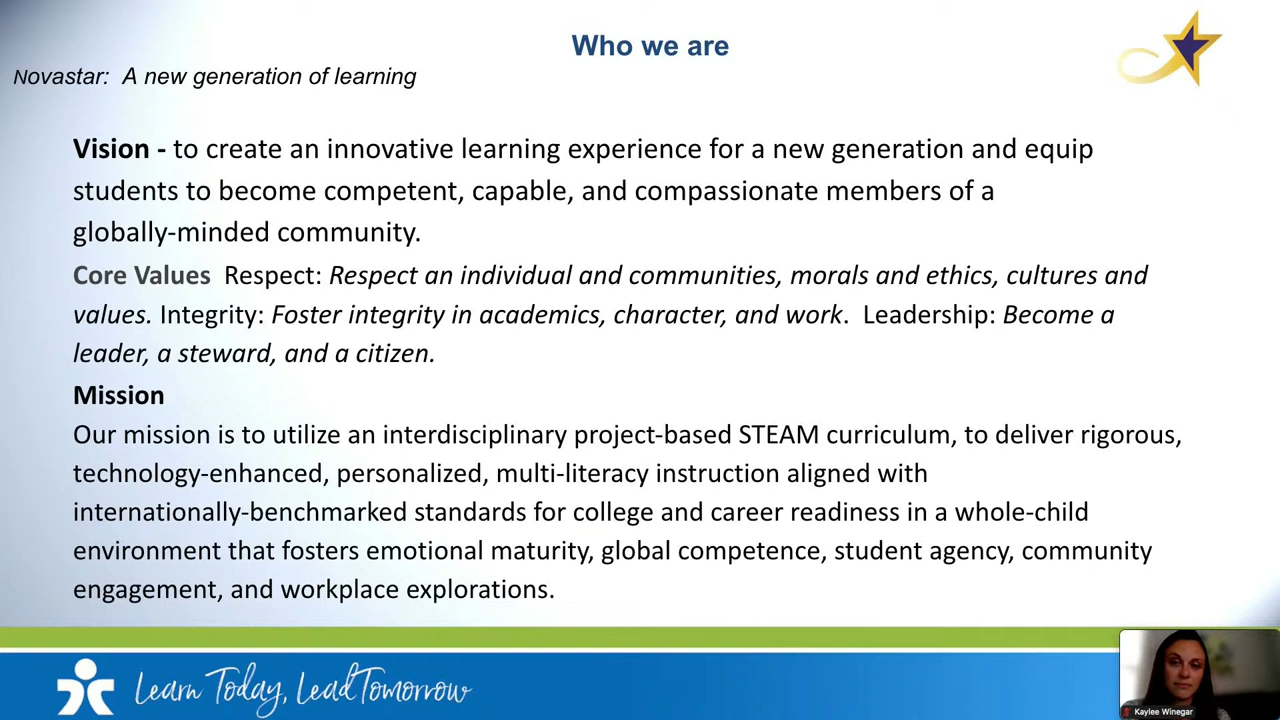 Who we are
Novastar: A new generation of learning
Vision - to create an innovative learning experience for a new generation and equip
students to become competent, capable, and compassionate members of a
globally-minded community.
Core Values Respect: Respect an individual and communities, morals and ethics, cultures and
values. Integrity: Foster integrity in academics, character, and work. Leadership: Become a
leader, a steward, and a citizen.
Mission
Our mission is to utilize an interdisciplinary project-based STEAM curriculum, to deliver rigorous,
technology-enhanced, personalized, multi-literacy instruction aligned with
internationally-benchmarked standards for college and career readiness in a whole-child
environment that fosters emotional maturity, global competence, student agency, community
engagement, and workplace explorations.
Learn Today, Lead Tomorrow
Kaylee Winegar